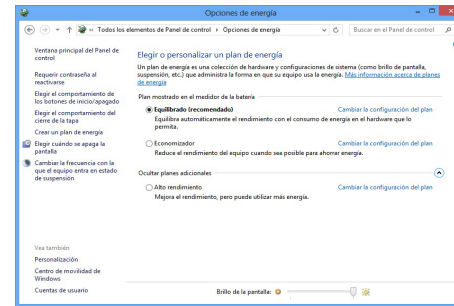 Opciones de energía
« Todos los elementos de Panel de control › Opciones de energía
Buscar en el Panel de control
Ventana principal del Panel de
control
Requerir contraseña al
reactivarse
Elegir el comportamiento de
los botones de inicio/apagado
Elegir el comportamiento del
cierre de la tapa
Crear un plan de energía
Elegir cuándo se apaga la
pantalla
Cambiar la frecuencia con la
que el equipo entra en estado
de suspensión
Elegir o personalizar un plan de energía
Un plan de energía es una colección de hardware y configuraciones de sistema (como brillo de pantalla,
suspensión, etc.) que administra la forma en que su equipo usa la energía. Más información acerca de planes
de energía
Plan mostrado en el medidor de la batería
Equilibrado (recomendado) Cambiar la configuración del plan
Equilibra automáticamente el rendimiento con el consumo de energía en el hardware que lo
permita.
Economizador Cambiar la configuración del plan
Reduce el rendimiento del equipo cuando sea posible para ahorrar energía.
Ocultar planes adicionales
Alto rendimiento Cambiar la configuración del plan
Mejora el rendimiento, pero puede utilizar más energía.
Vea también
Personalización
Centro de movilidad de
Windows
Cuentas de usuario
Brillo de la pantalla: